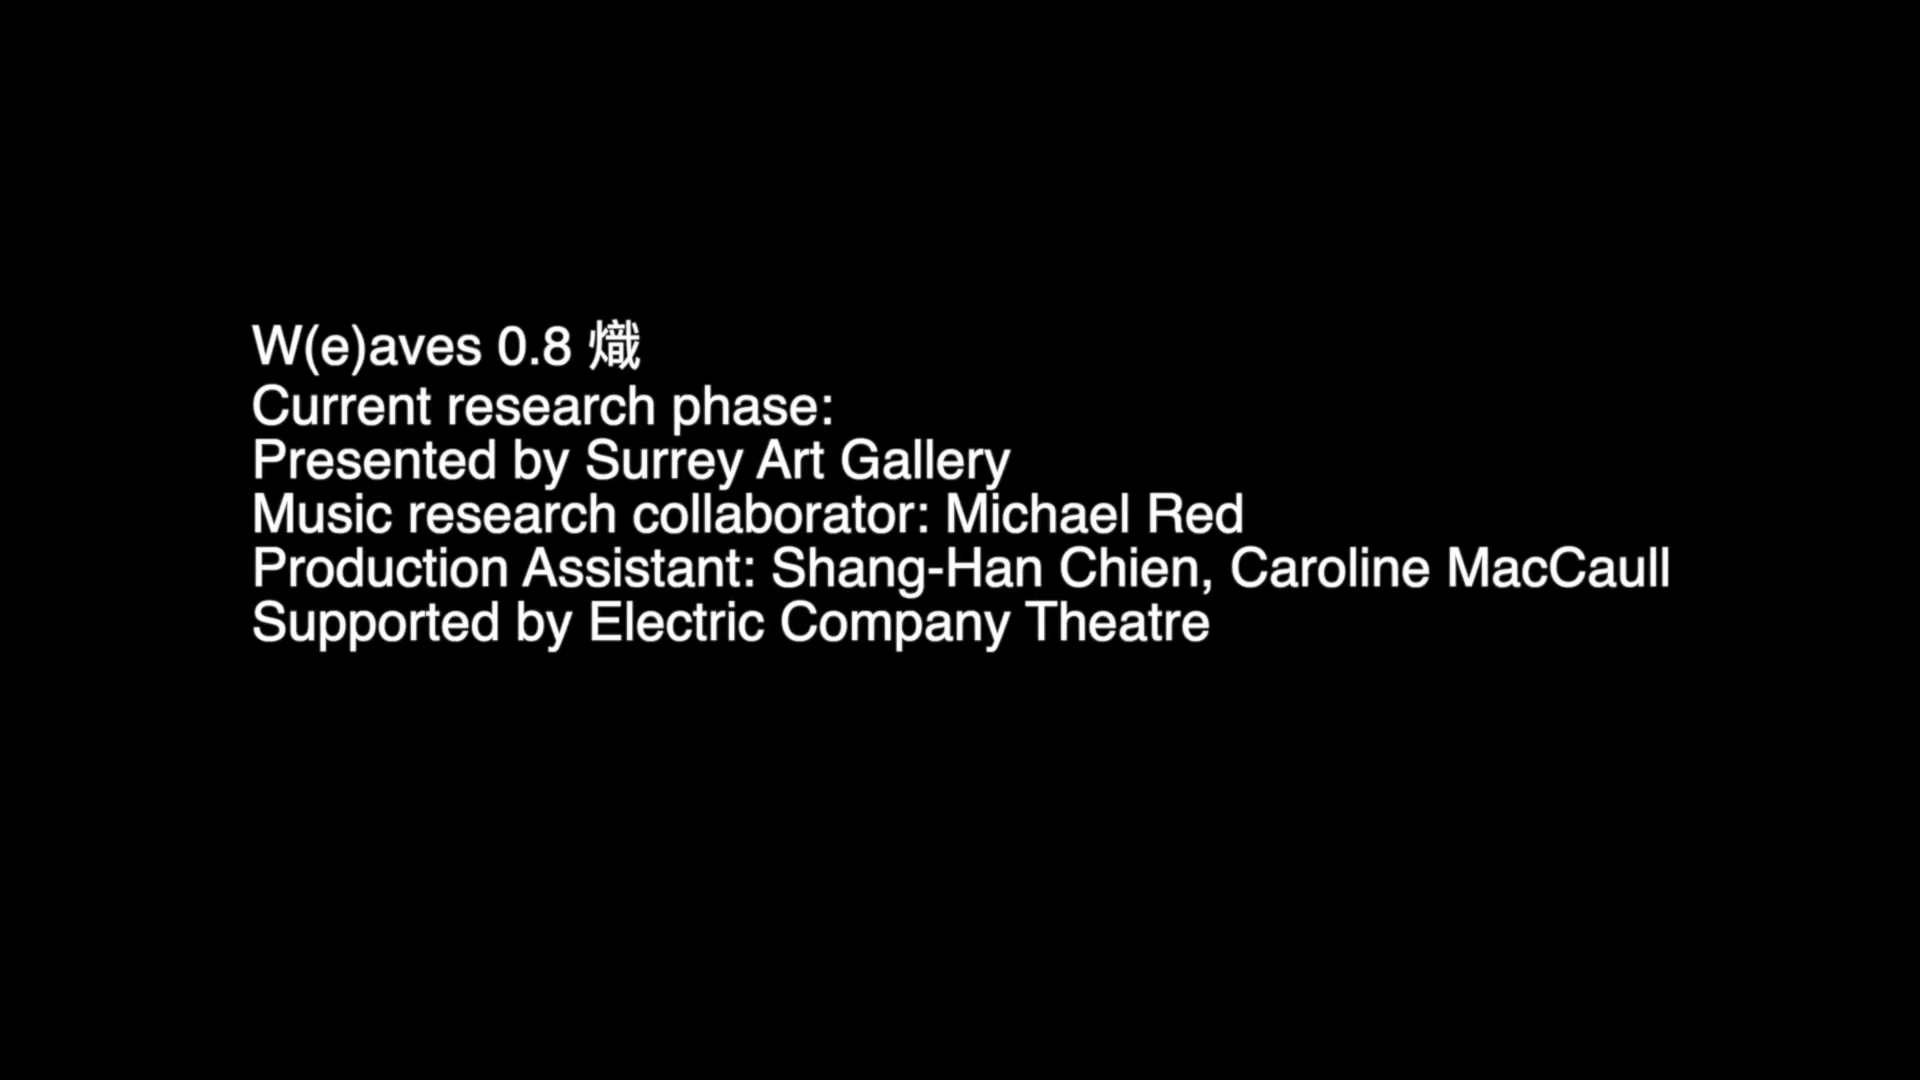 W(e)aves 0.8 熾
Current research phase:
Presented by Surrey Art Gallery
Music research collaborator: Michael Red
Production Assistant: Shang-Han Chien, Caroline MacCaull
Supported by Electric Company Theatre